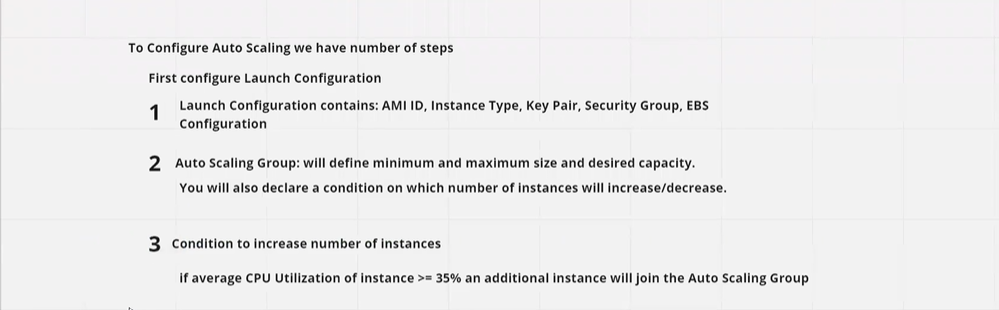 To Configure Auto Scaling we have number of steps
First configure Launch Configuration
1 Launch Configuration contains: AMI ID, Instance Type, Key Pair, Security Group, EBS
Configuration
2 Auto Scaling Group: will define minimum and maximum size and desired capacity.
You will also declare a condition on which number of instances will increase/decrease.
3 Condition to increase number of instances
if average CPU Utilization of instance >= 35% an additional instance will join the Auto Scaling Group